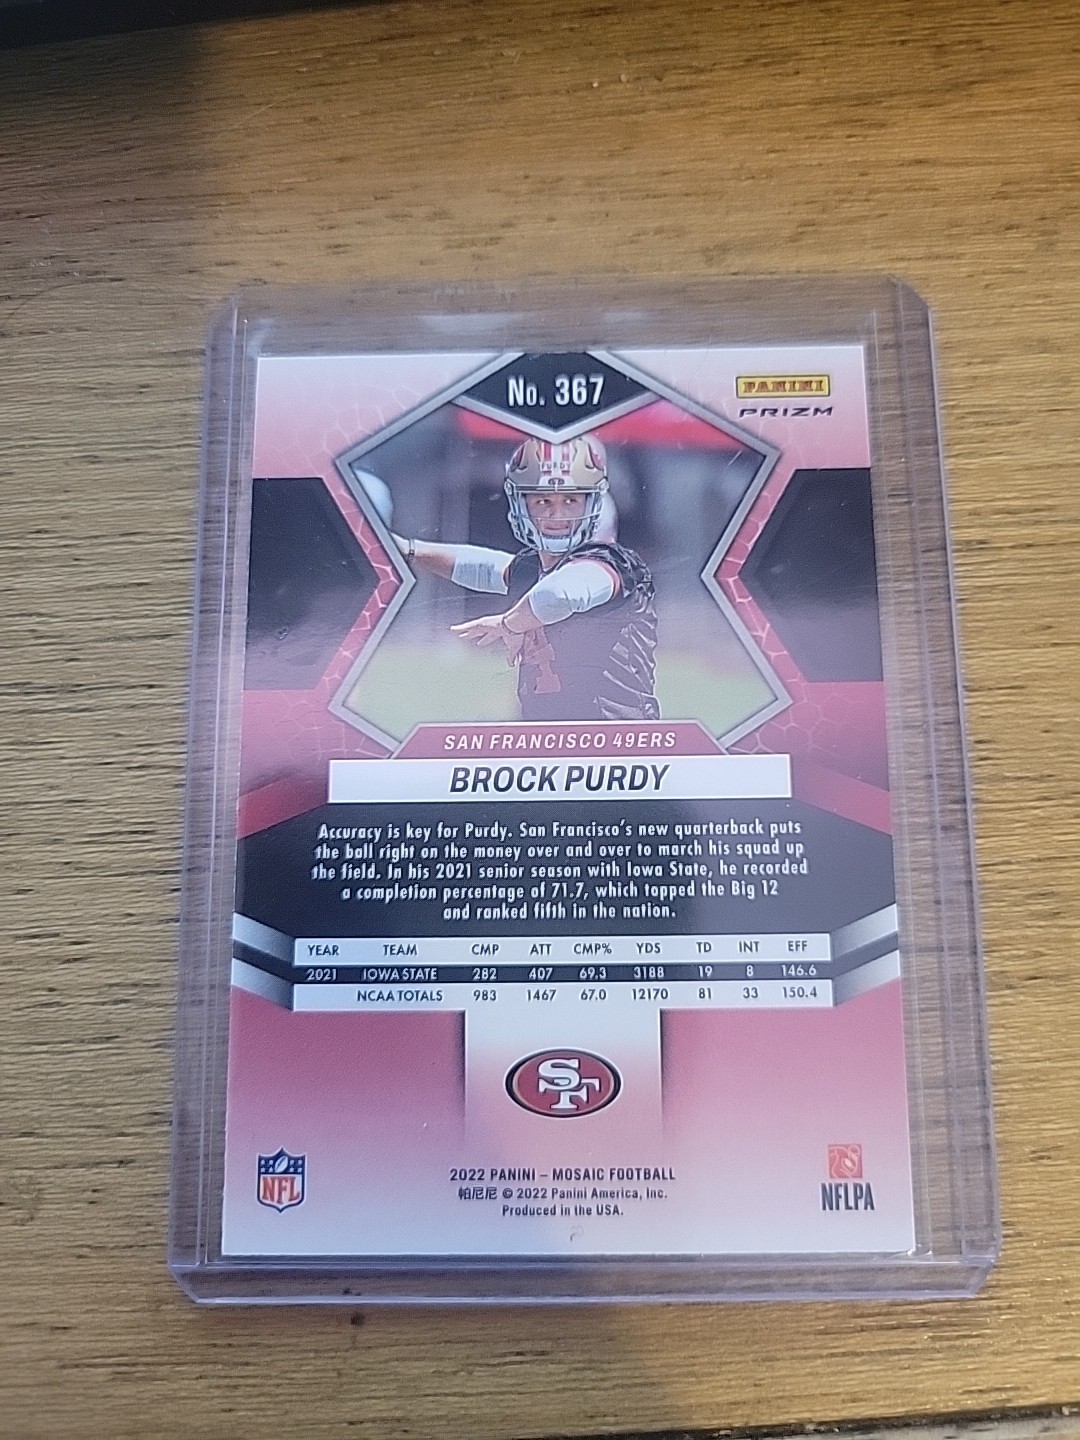 No. 367
PANINI
PRIZM
PURDY
SAN FRANCISCO 49ERS
BROCK PURDY
Accuracy is key for Purdy. San Francisco's new quarterback puts
the ball right on the money over and over to march his squad up
the field. In his 2021 senior season with Iowa State, he recorded
a completion percentage of 71.7, which topped the Big 12
and ranked fifth in the nation.
YEAR TEAM CMP ATT CMP% YDS TD INT EFF
2021 IOWA STATE 282 407 69.3 3188 19 8 146.6
NCAA TOTALS 983 1467 67.0 12170 81 33 150.4
SF
NFL
2022 PANINI – MOSAIC FOOTBALL
帕尼尼 © 2022 Panini America, Inc.
Produced in the USA.
NFLPA